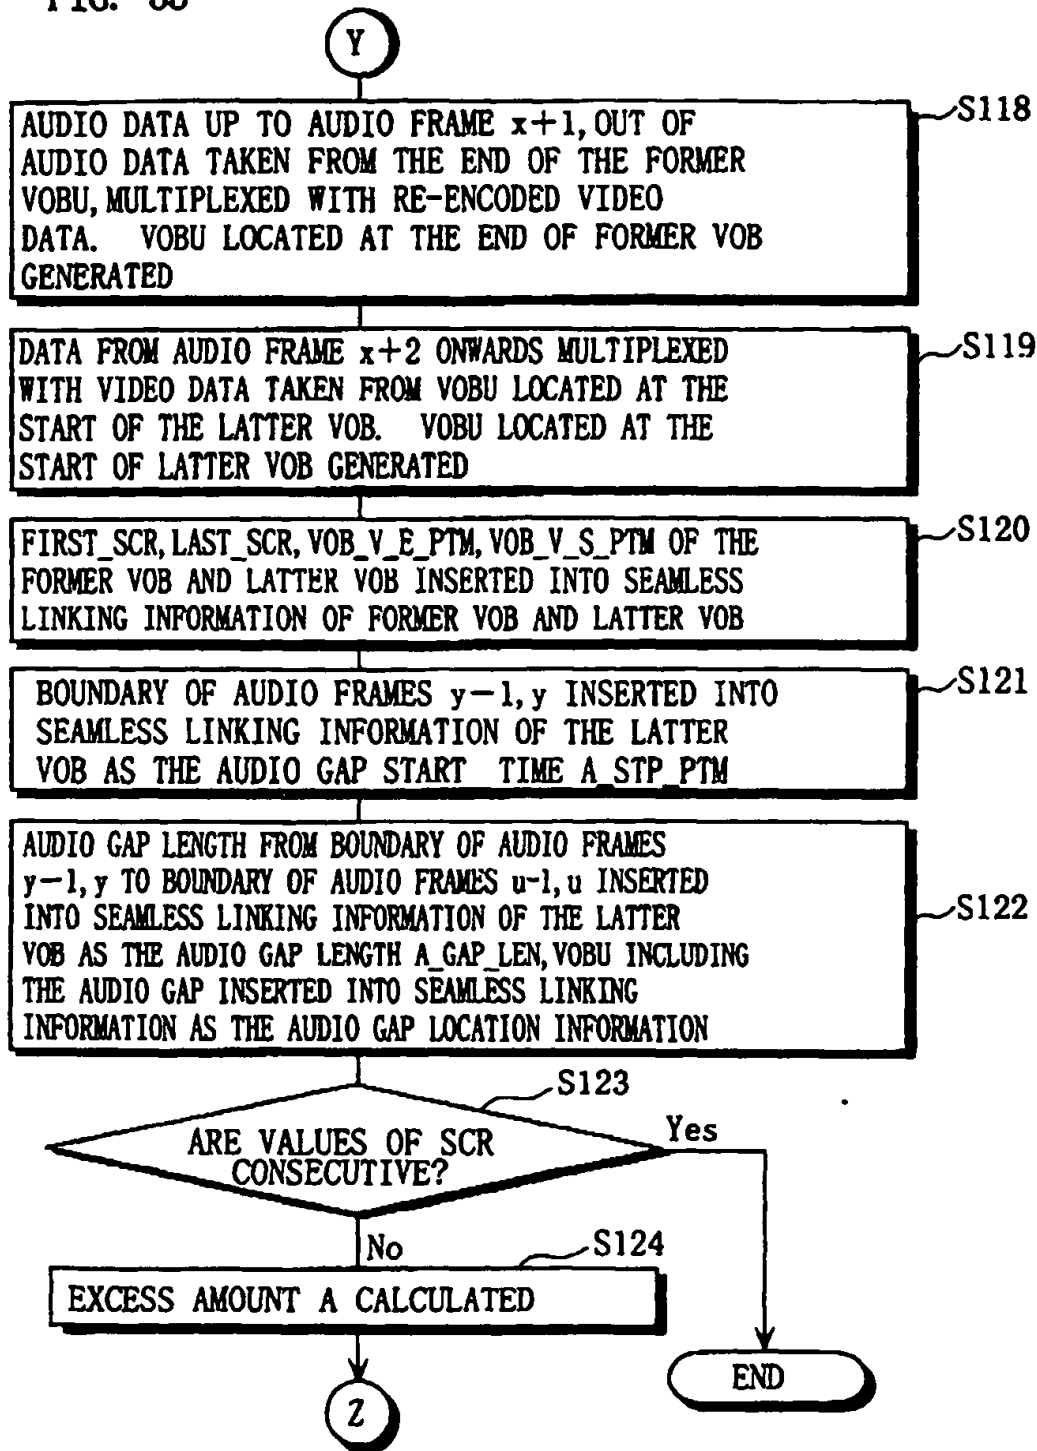 Y
AUDIO DATA UP TO AUDIO FRAME x+1, OUT OF
S118
AUDIO DATA TAKEN FROM THE END OF THE FORMER
VOBU, MULTIPLEXED WITH RE-ENCODED VIDEO
DATA. VOBU LOCATED AT THE END OF FORMER VOB
GENERATED
DATA FROM AUDIO FRAME x+2 ONWARDS MULTIPLEXED
S119
WITH VIDEO DATA TAKEN FROM VOBU LOCATED AT THE
START OF THE LATTER VOB. VOBU LOCATED AT THE
START OF LATTER VOB GENERATED
FIRST_SCR, LAST_SCR, VOB_V_E_PTM, VOB_V_S_PTM OF THE
S120
FORMER VOB AND LATTER VOB INSERTED INTO SEAMLESS
LINKING INFORMATION OF FORMER VOB AND LATTER VOB
BOUNDARY OF AUDIO FRAMES y-1, y INSERTED INTO
S121
SEAMLESS LINKING INFORMATION OF THE LATTER
VOB AS THE AUDIO GAP START TIME A_STP_PTM
AUDIO GAP LENGTH FROM BOUNDARY OF AUDIO FRAMES
y-1, y TO BOUNDARY OF AUDIO FRAMES u-1, u INSERTED
INTO SEAMLESS LINKING INFORMATION OF THE LATTER
S122
VOB AS THE AUDIO GAP LENGTH A_GAP_LEN, VOBU INCLUDING
THE AUDIO GAP INSERTED INTO SEAMLESS LINKING
INFORMATION AS THE AUDIO GAP LOCATION INFORMATION
S123
ARE VALUES OF SCR
CONSECUTIVE?
Yes
No
S124
EXCESS AMOUNT A CALCULATED
END
Z